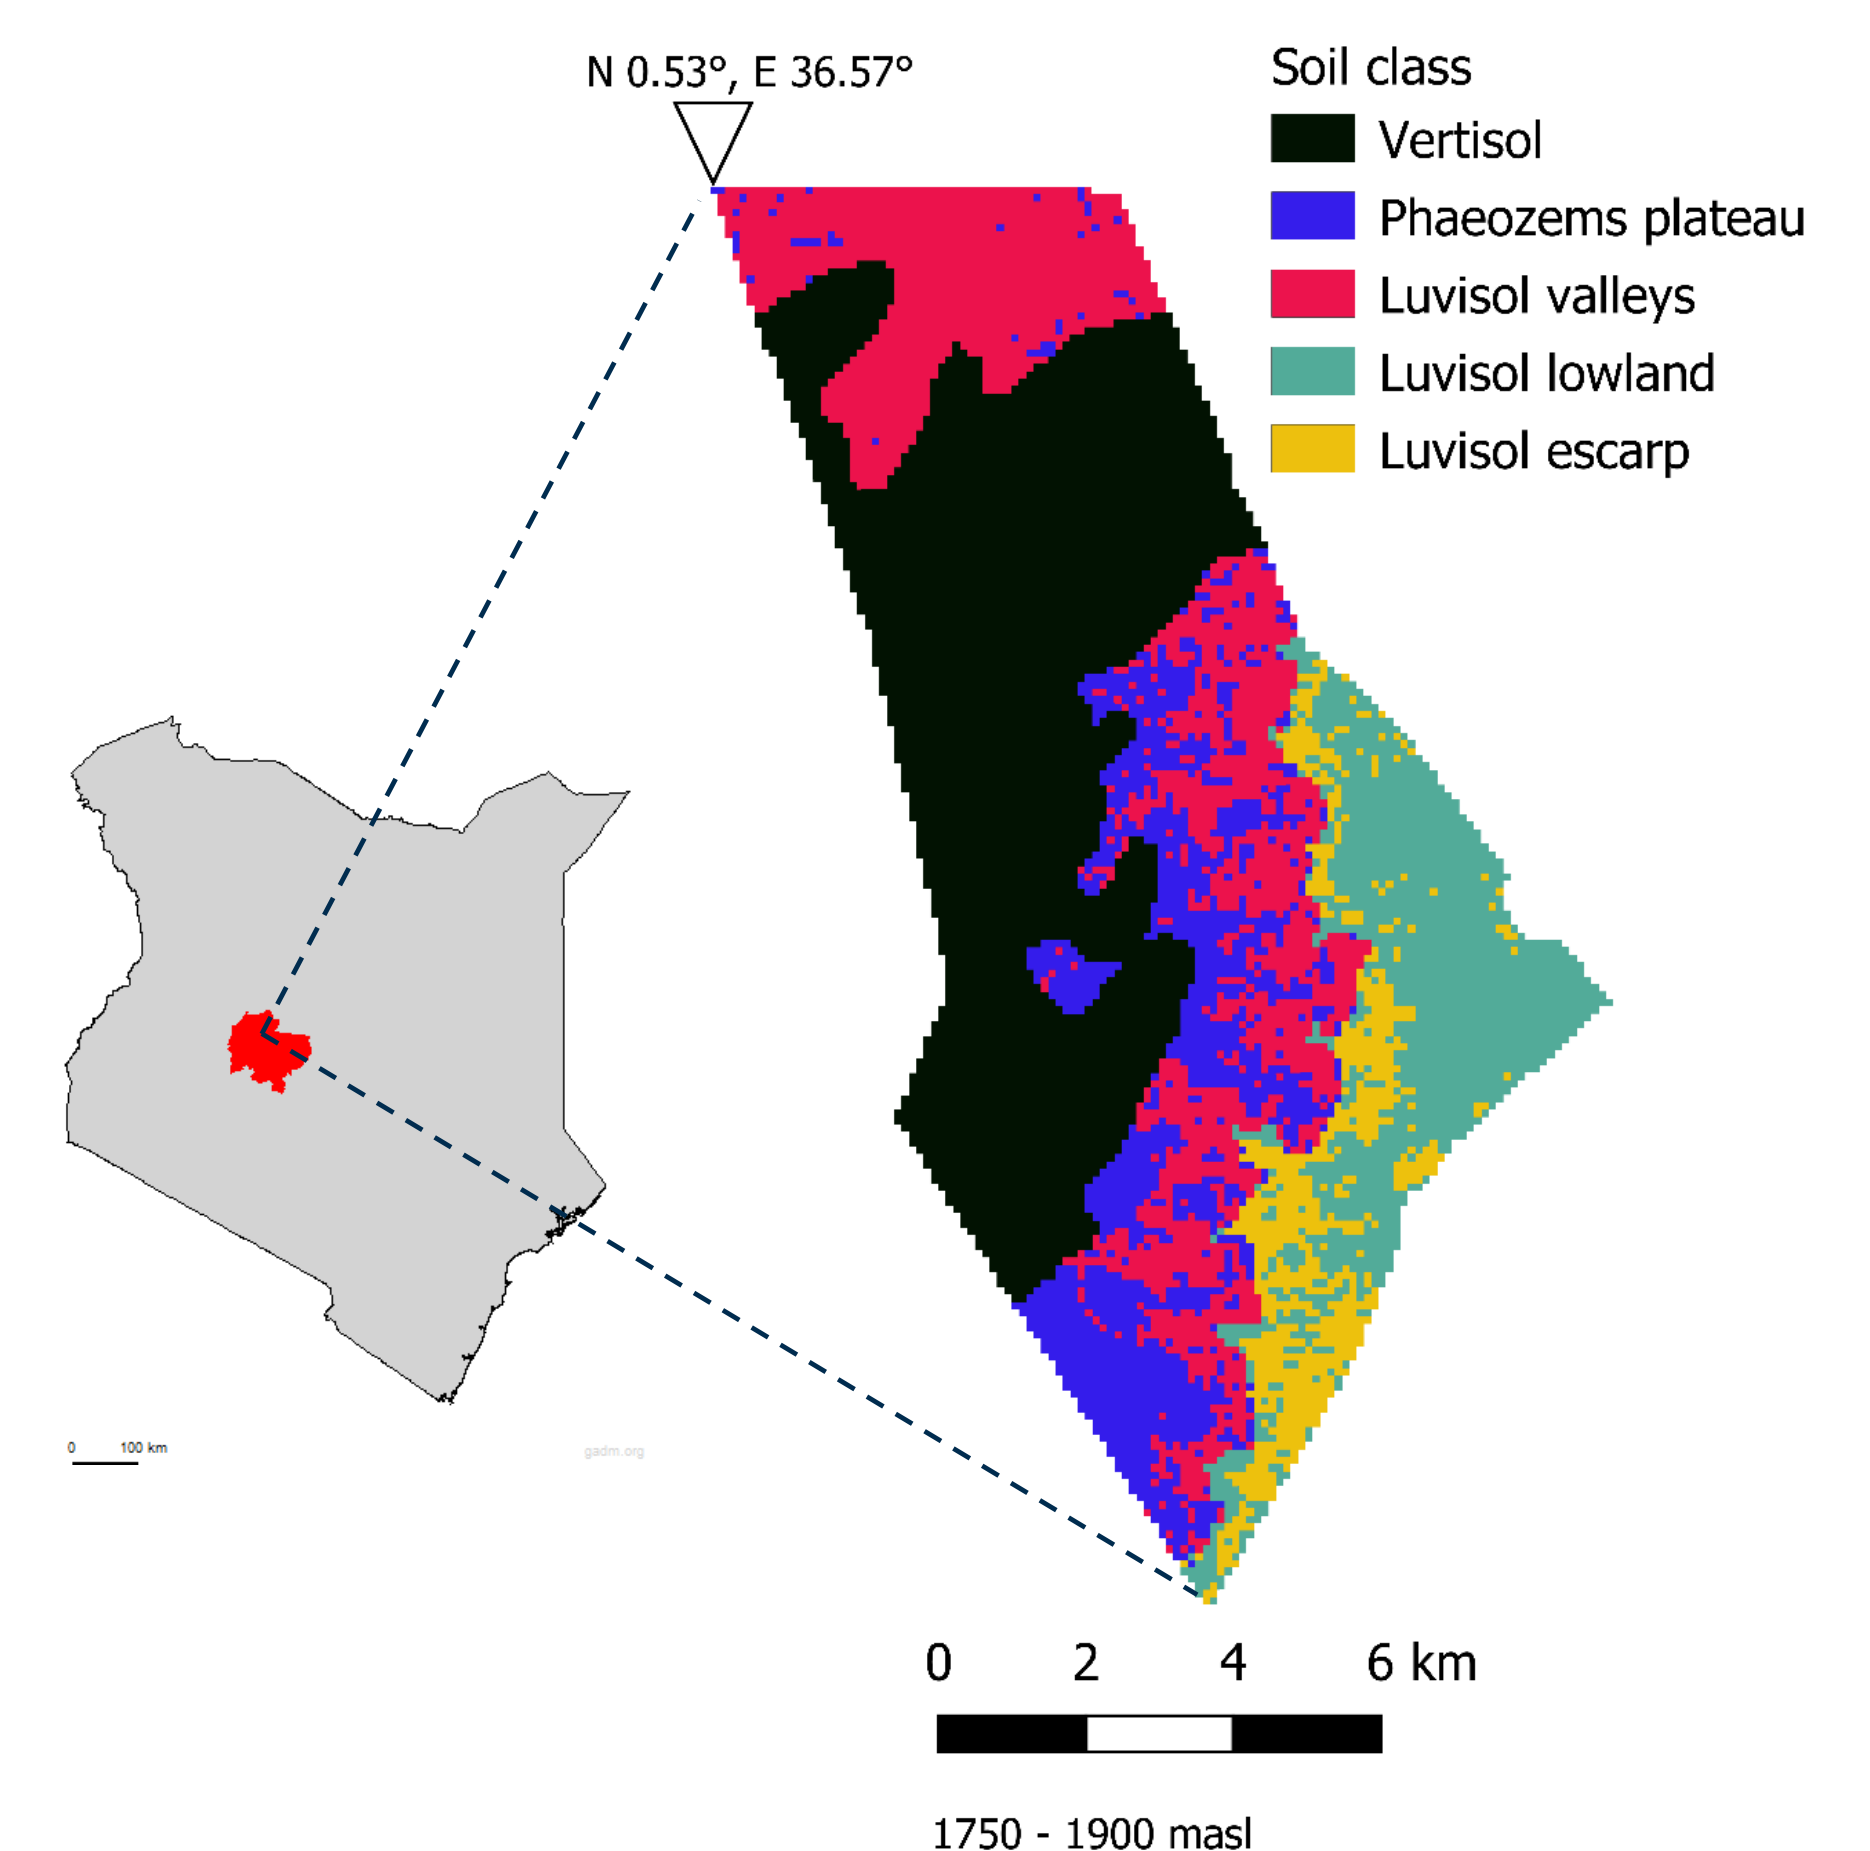 N 0.53°, E 36.57°
Soil class
Vertisol
Phaeozems plateau
Luvisol valleys
Luvisol lowland
Luvisol escarp
0 100 km
gadm.org
0 2 4 6 km
1750 - 1900 masl